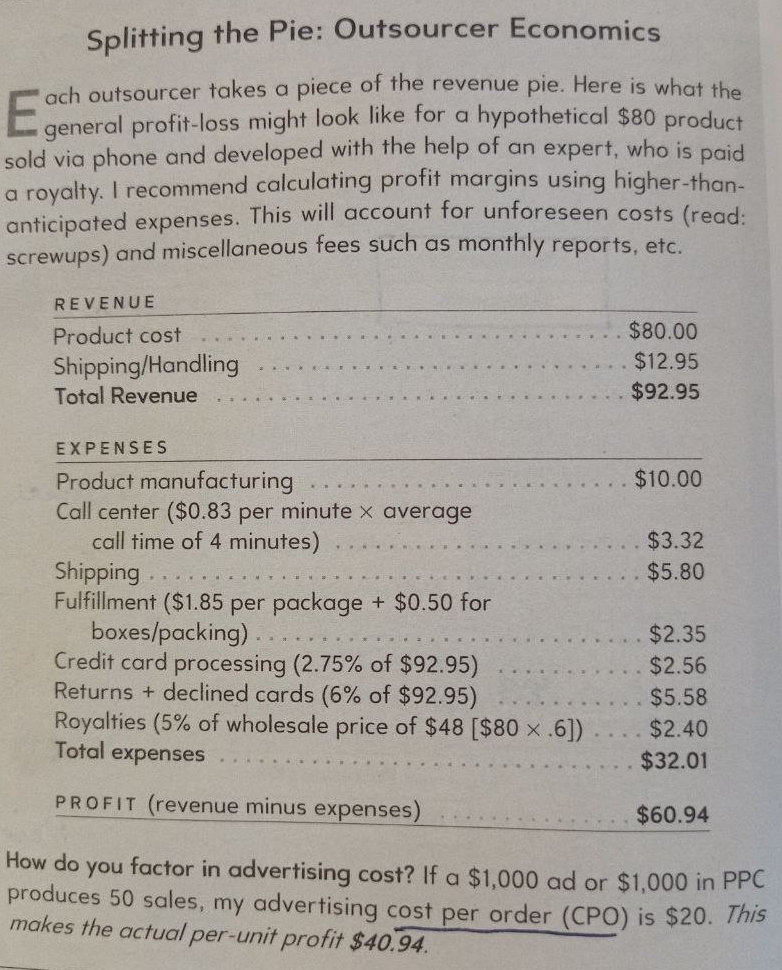 Splitting the Pie: Outsourcer Economics
Each outsourcer takes a piece of the revenue pie. Here is what the
general profit-loss might look like for a hypothetical $80 product
sold via phone and developed with the help of an expert, who is paid
a royalty. I recommend calculating profit margins using higher-than-
anticipated expenses. This will account for unforeseen costs (read:
screwups) and miscellaneous fees such as monthly reports, etc.
REVENUE
Product cost . . . . . . . . . . . . . . . . . . . . . . . . . . . . . . . . $80.00
Shipping/Handling . . . . . . . . . . . . . . . . . . . . . . . . . . . $12.95
Total Revenue . . . . . . . . . . . . . . . . . . . . . . . . . . . . . . $92.95
EXPENSES
Product manufacturing . . . . . . . . . . . . . . . . . . . . . . . $10.00
Call center ($0.83 per minute × average
call time of 4 minutes) . . . . . . . . . . . . . . . . . . . . . . $3.32
Shipping . . . . . . . . . . . . . . . . . . . . . . . . . . . . . . . . . . . $5.80
Fulfillment ($1.85 per package + $0.50 for
boxes/packing) . . . . . . . . . . . . . . . . . . . . . . . . . . . . $2.35
Credit card processing (2.75% of $92.95) . . . . . . . . . . . $2.56
Returns + declined cards (6% of $92.95) . . . . . . . . . . . $5.58
Royalties (5% of wholesale price of $48 [$80 × .6]) . . . . $2.40
Total expenses . . . . . . . . . . . . . . . . . . . . . . . . . . . . . . $32.01
PROFIT (revenue minus expenses) . . . . . . . . . . . . . . $60.94
How do you factor in advertising cost? If a $1,000 ad or $1,000 in PPC
produces 50 sales, my advertising cost per order (CPO) is $20. This
makes the actual per-unit profit $40.94.